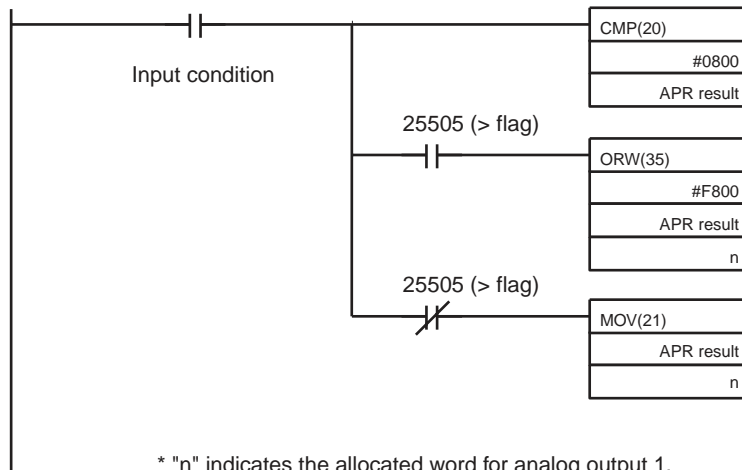 CMP(20)
#0800
APR result
Input condition
25505 (> flag)
ORW(35)
#F800
APR result
n
25505 (> flag)
MOV(21)
APR result
n
* "n" indicates the allocated word for analog output 1.